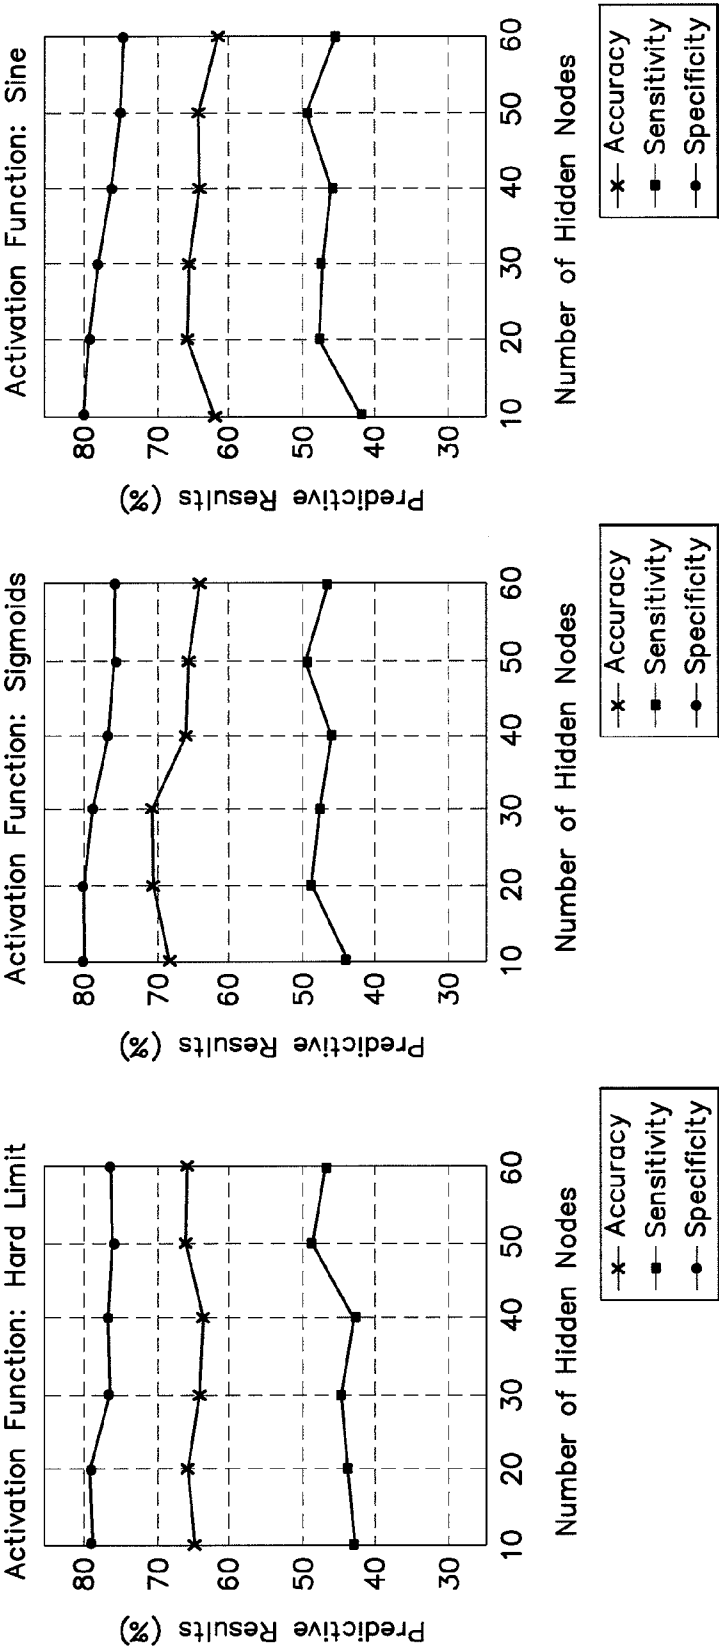 Activation Function: Hard Limit
Predictive Results (%)
80
70
60
50
40
30
10 20 30 40 50 60
Number of Hidden Nodes
Accuracy
Sensitivity
Specificity
Activation Function: Sigmoids
Predictive Results (%)
80
70
60
50
40
30
10 20 30 40 50 60
Number of Hidden Nodes
Accuracy
Sensitivity
Specificity
Activation Function: Sine
Predictive Results (%)
80
70
60
50
40
30
10 20 30 40 50 60
Number of Hidden Nodes
Accuracy
Sensitivity
Specificity